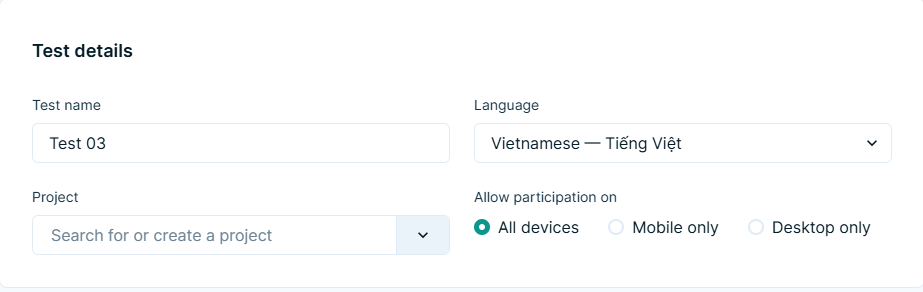 Test details
Test name
Language
Test 03
Vietnamese — Tiếng Việt
Project
Allow participation on
Search for or create a project
All devices
Mobile only
Desktop only